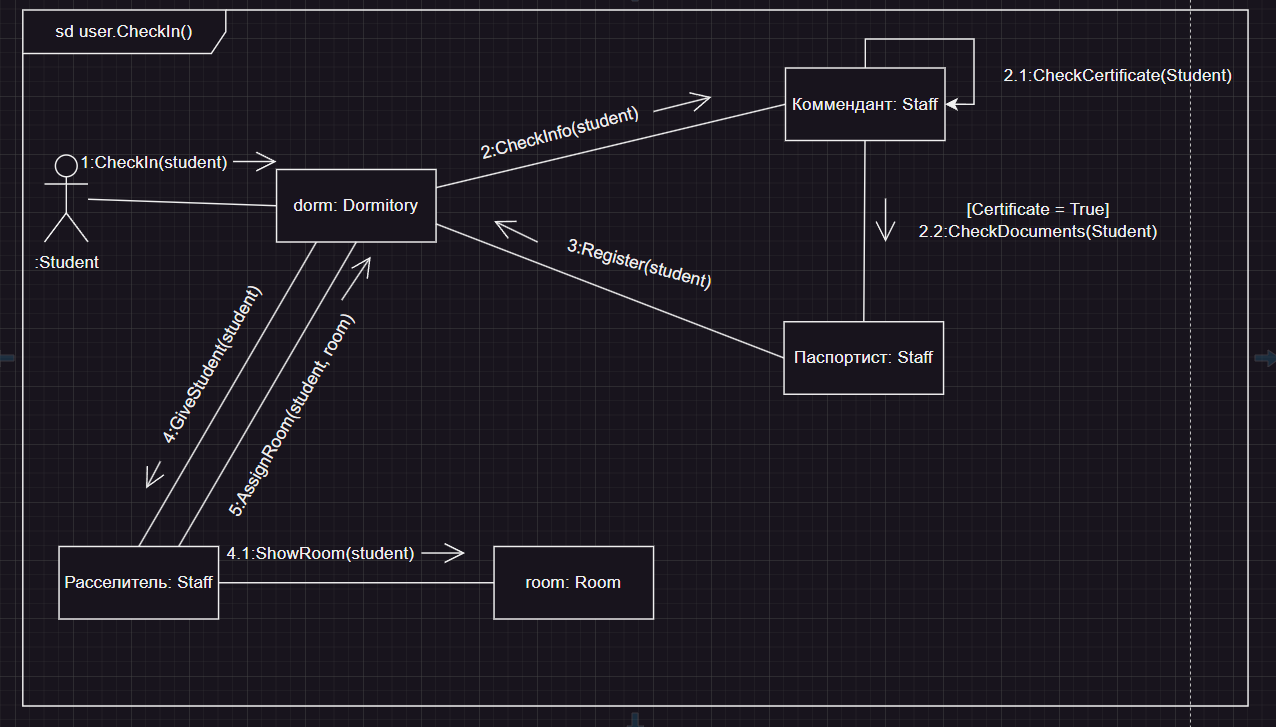 sd user.CheckIn()
2.1:CheckCertificate(Student)
Коммендант: Staff
2:CheckInfo(student)
1:CheckIn(student)
dorm: Dormitory
[Certificate = True]
2.2:CheckDocuments(Student)
:Student
3:Register(student)
4:GiveStudent(student)
5:AssignRoom(student, room)
Паспортист: Staff
4.1:ShowRoom(student)
Расселитель: Staff
room: Room